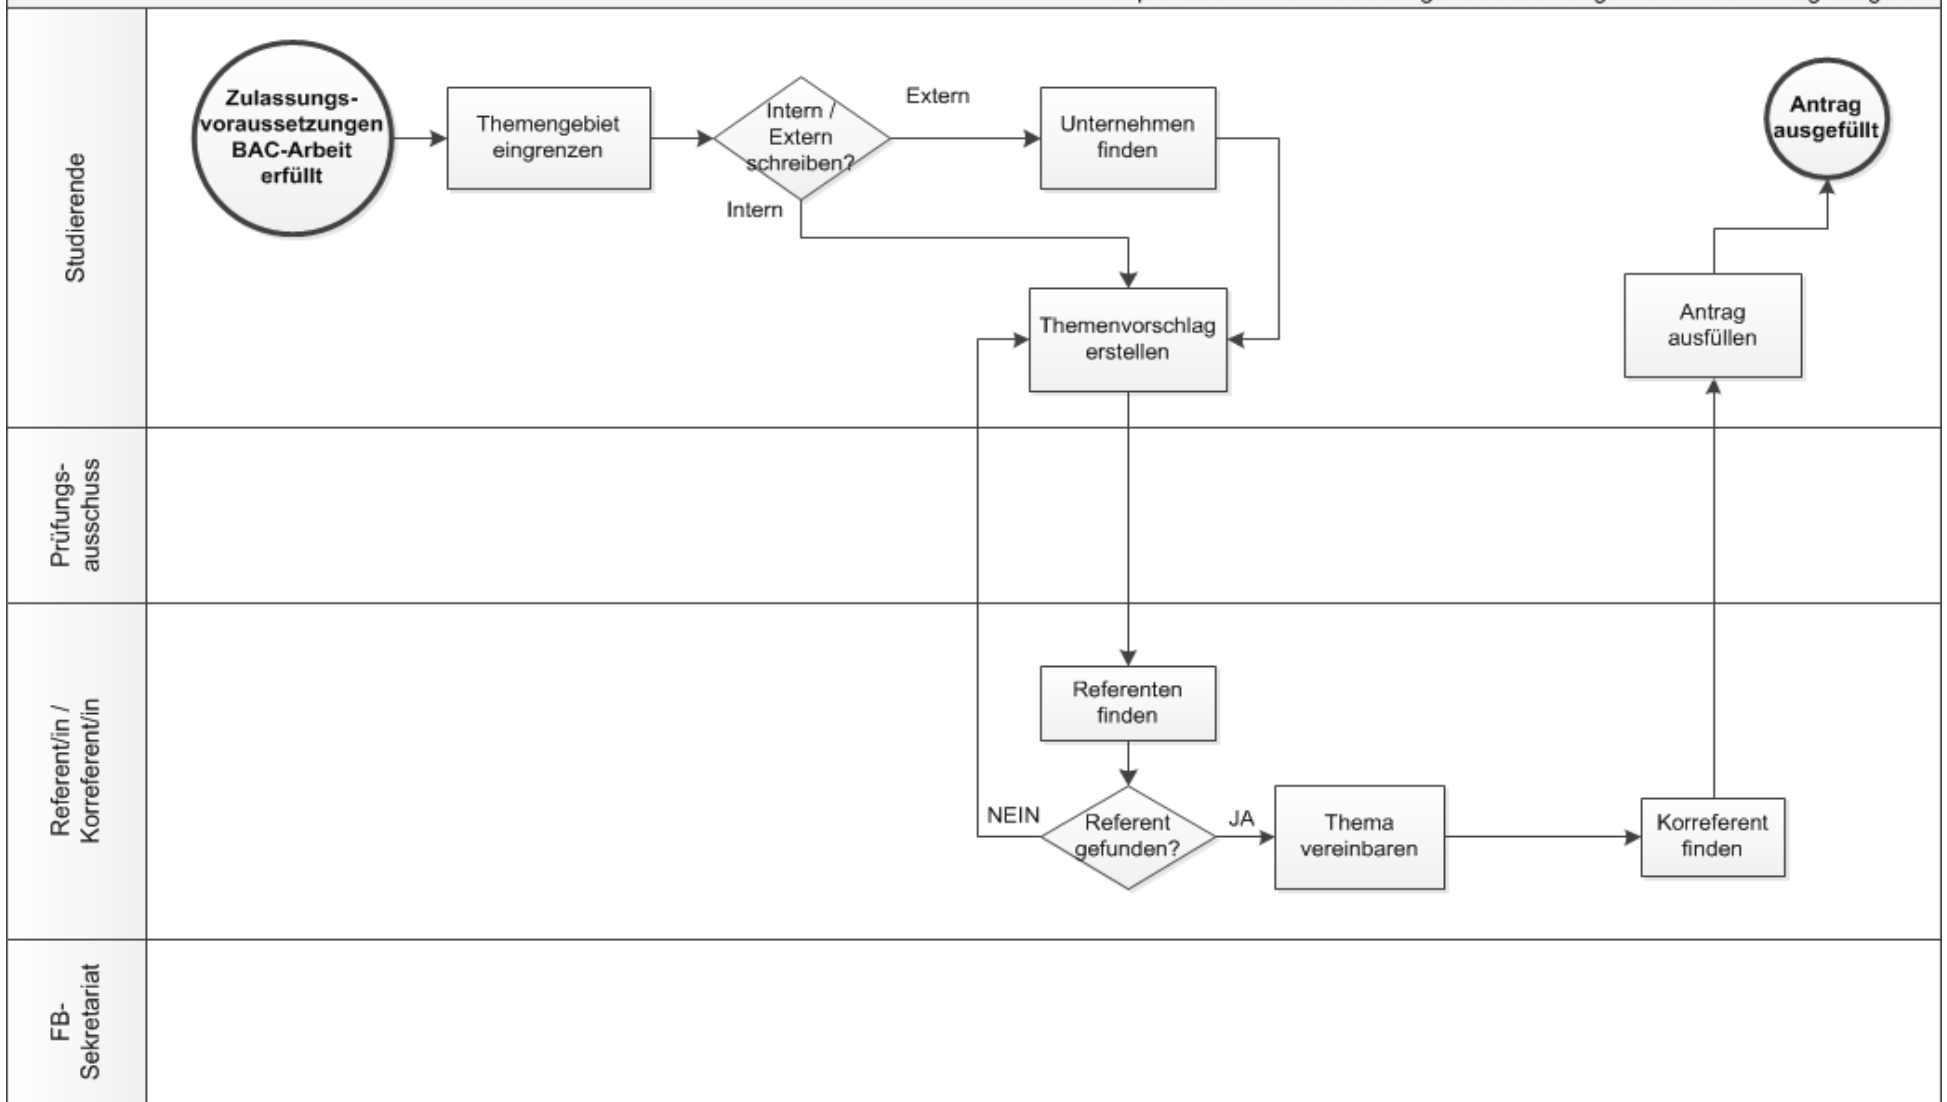 Studierende
Zulassungs-
voraussetzungen
BAC-Arbeit
erfüllt
Themengebiet
eingrenzen
Intern /
Extern
schreiben?
Extern
Intern
Unternehmen
finden
Themenvorschlag
erstellen
Antrag
ausfüllen
Antrag
ausgefüllt
Prüfungs-
ausschuss
Referent/in /
Korreferent/in
Referenten
finden
NEIN
Referent
gefunden?
JA
Thema
vereinbaren
Korreferent
finden
FB-
Sekretariat